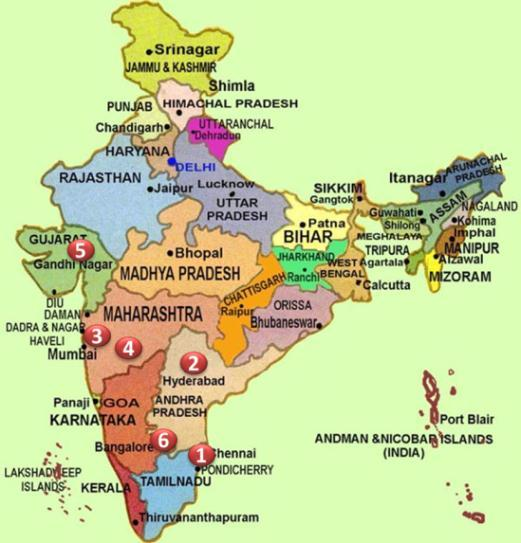 Srinagar
JAMMU & KASHMIR
Shimla
PUNJAB
HIMACHAL PRADESH
Chandigarh
UTTARANCHAL
Dehradun
HARYANA
DELHI
RAJASTHAN
Jaipur
Lucknow
UTTAR
PRADESH
SIKKIM
Gangtok
Itanagar
ARUNACHAL
PRADESH
ASSAM
NAGALAND
Guwahati
Shilong
Kohima
MEGHALAYA
Imphal
MANIPUR
TRIPURA
Agartala
Aizawal
MIZORAM
Patna
BIHAR
GUJARAT
5
Gandhi Nagar
Bhopal
MADHYA PRADESH
JHARKHAND
Ranchi
WEST
BENGAL
Calcutta
CHATTISGARH
Raipur
ORISSA
Bhubaneswar
DIU
DAMAN
DADRA & NAGAR
HAVELI
MAHARASHTRA
3
4
Mumbai
2
Hyderabad
ANDHRA
PRADESH
Panaji
GOA
KARNATAKA
Bangalore
6
1
Chennai
PONDICHERRY
LAKSHADWEEP
ISLANDS
KERALA
TAMILNADU
Thiruvananthapuram
Port Blair
ANDMAN &NICOBAR ISLANDS
(INDIA)